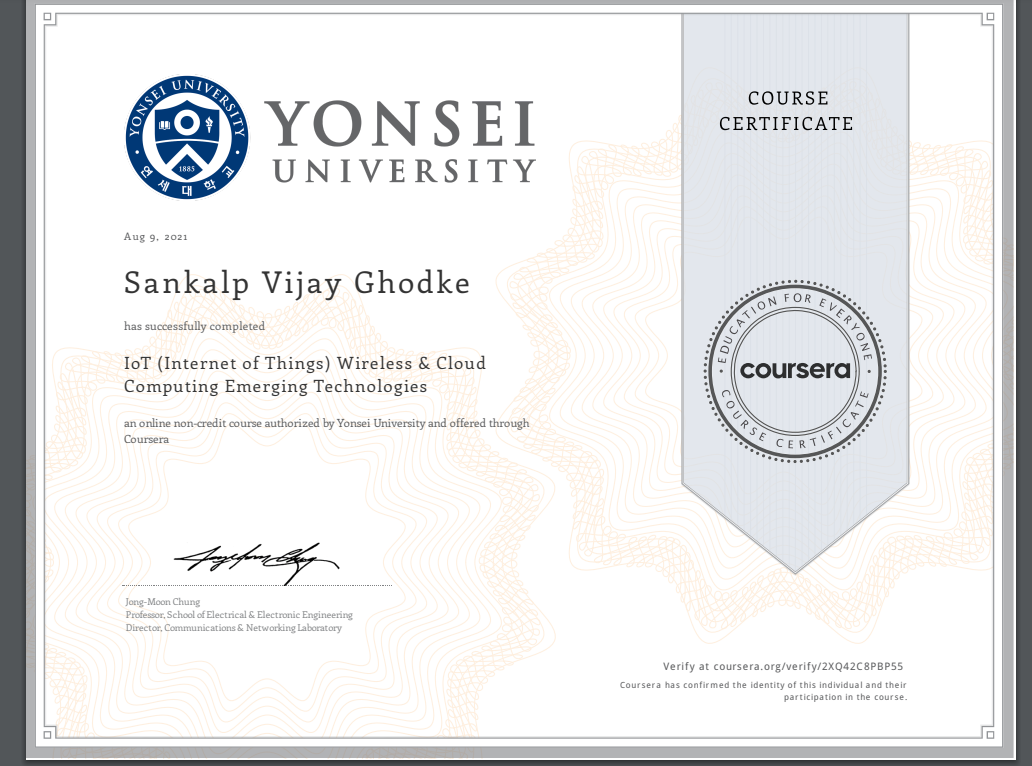 YONSEI UNIVERSITY
1885
연세대학교
YONSEI
UNIVERSITY
COURSE
CERTIFICATE
Aug 9, 2021
Sankalp Vijay Ghodke
has successfully completed
IoT (Internet of Things) Wireless & Cloud
Computing Emerging Technologies
an online non-credit course authorized by Yonsei University and offered through
Coursera
EDUCATION FOR EVERYONE
coursera
COURSE CERTIFICATE
Jong-Moon Chung
Professor, School of Electrical & Electronic Engineering
Director, Communications & Networking Laboratory
Verify at coursera.org/verify/2XQ42C8PBP55
Coursera has confirmed the identity of this individual and their
participation in the course.